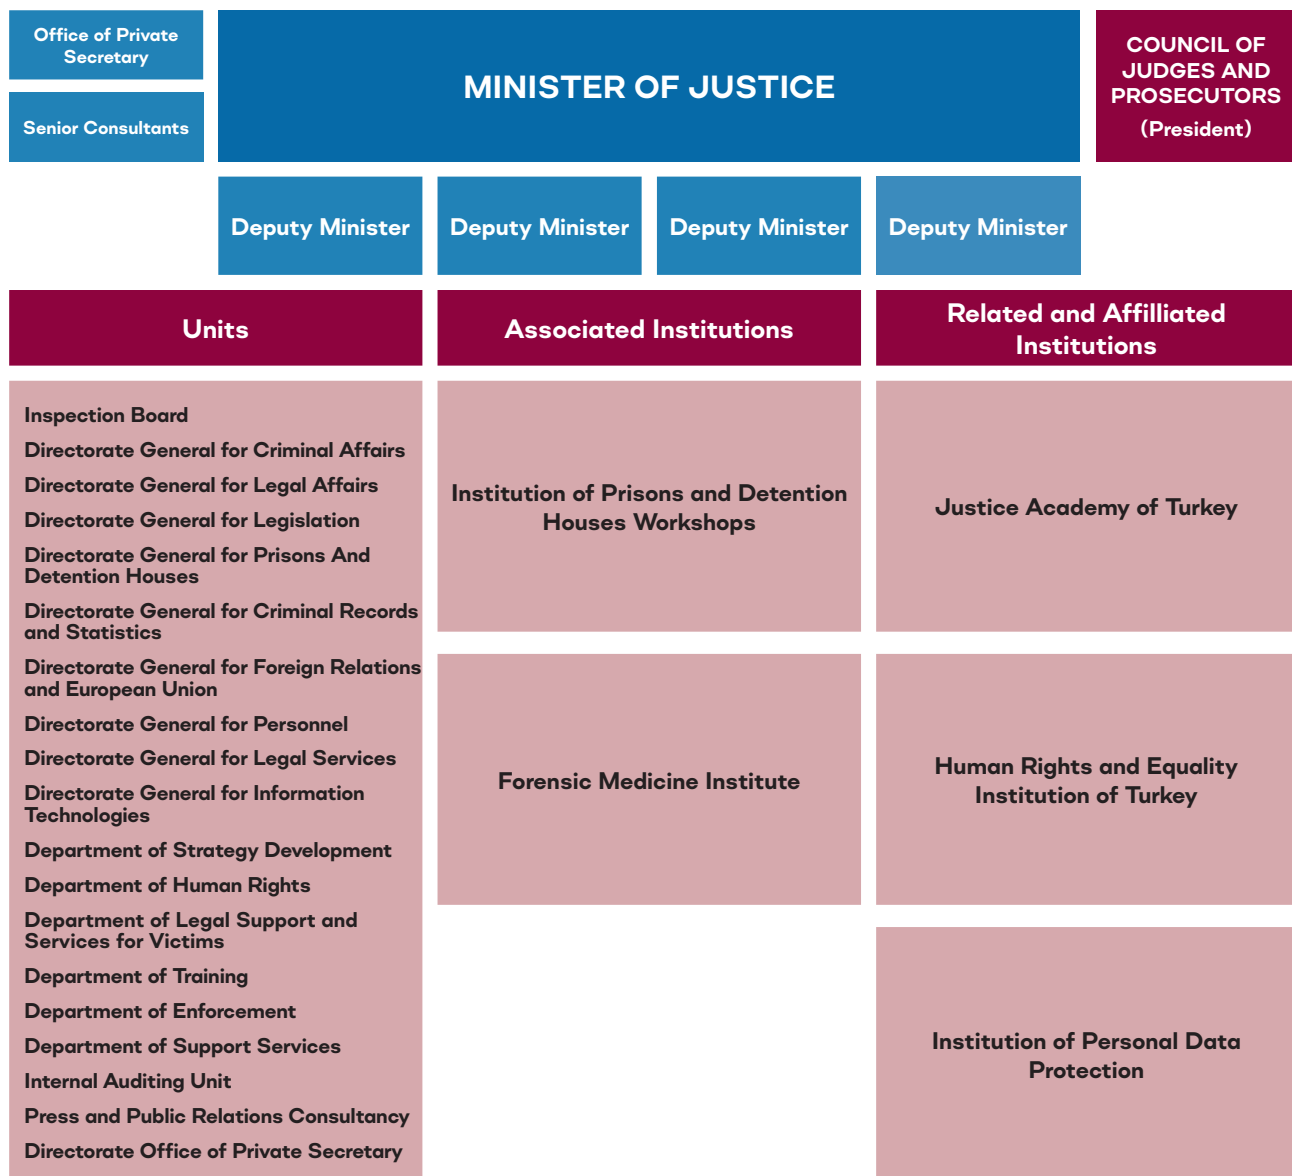 Office of Private
Secretary
Senior Consultants
MINISTER OF JUSTICE
COUNCIL OF
JUDGES AND
PROSECUTORS
(President)
Deputy Minister
Deputy Minister
Deputy Minister
Deputy Minister
Units
Inspection Board
Directorate General for Criminal Affairs
Directorate General for Legal Affairs
Directorate General for Legislation
Directorate General for Prisons And
Detention Houses
Directorate General for Criminal Records
and Statistics
Directorate General for Foreign Relations
and European Union
Directorate General for Personnel
Directorate General for Legal Services
Directorate General for Information
Technologies
Department of Strategy Development
Department of Human Rights
Department of Legal Support and
Services for Victims
Department of Training
Department of Enforcement
Department of Support Services
Internal Auditing Unit
Press and Public Relations Consultancy
Directorate Office of Private Secretary
Associated Institutions
Institution of Prisons and Detention
Houses Workshops
Forensic Medicine Institute
Related and Affilliated
Institutions
Justice Academy of Turkey
Human Rights and Equality
Institution of Turkey
Institution of Personal Data
Protection